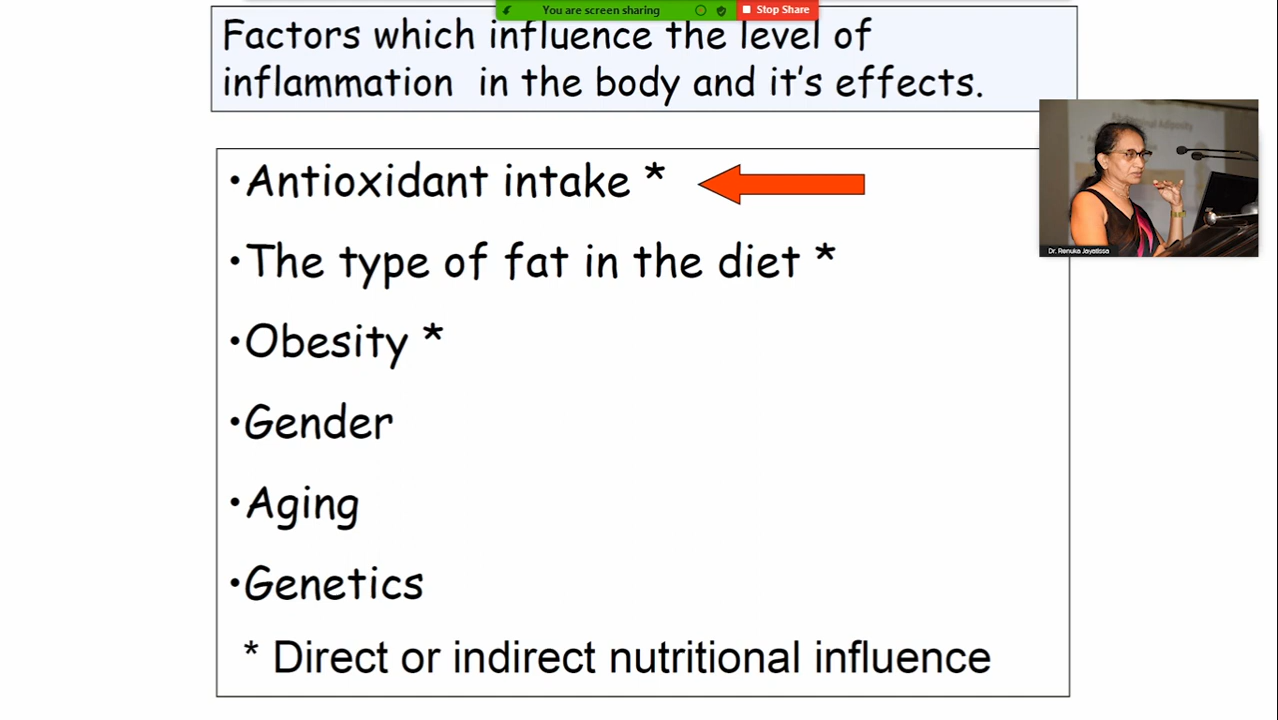 You are screen sharing
Stop Share
Factors which influence the level of
inflammation in the body and it's effects.
•Antioxidant intake *
•The type of fat in the diet *
•Obesity *
•Gender
•Aging
•Genetics
* Direct or indirect nutritional influence
Abdominal Adiposity
Dr. Renuka Jayatissa